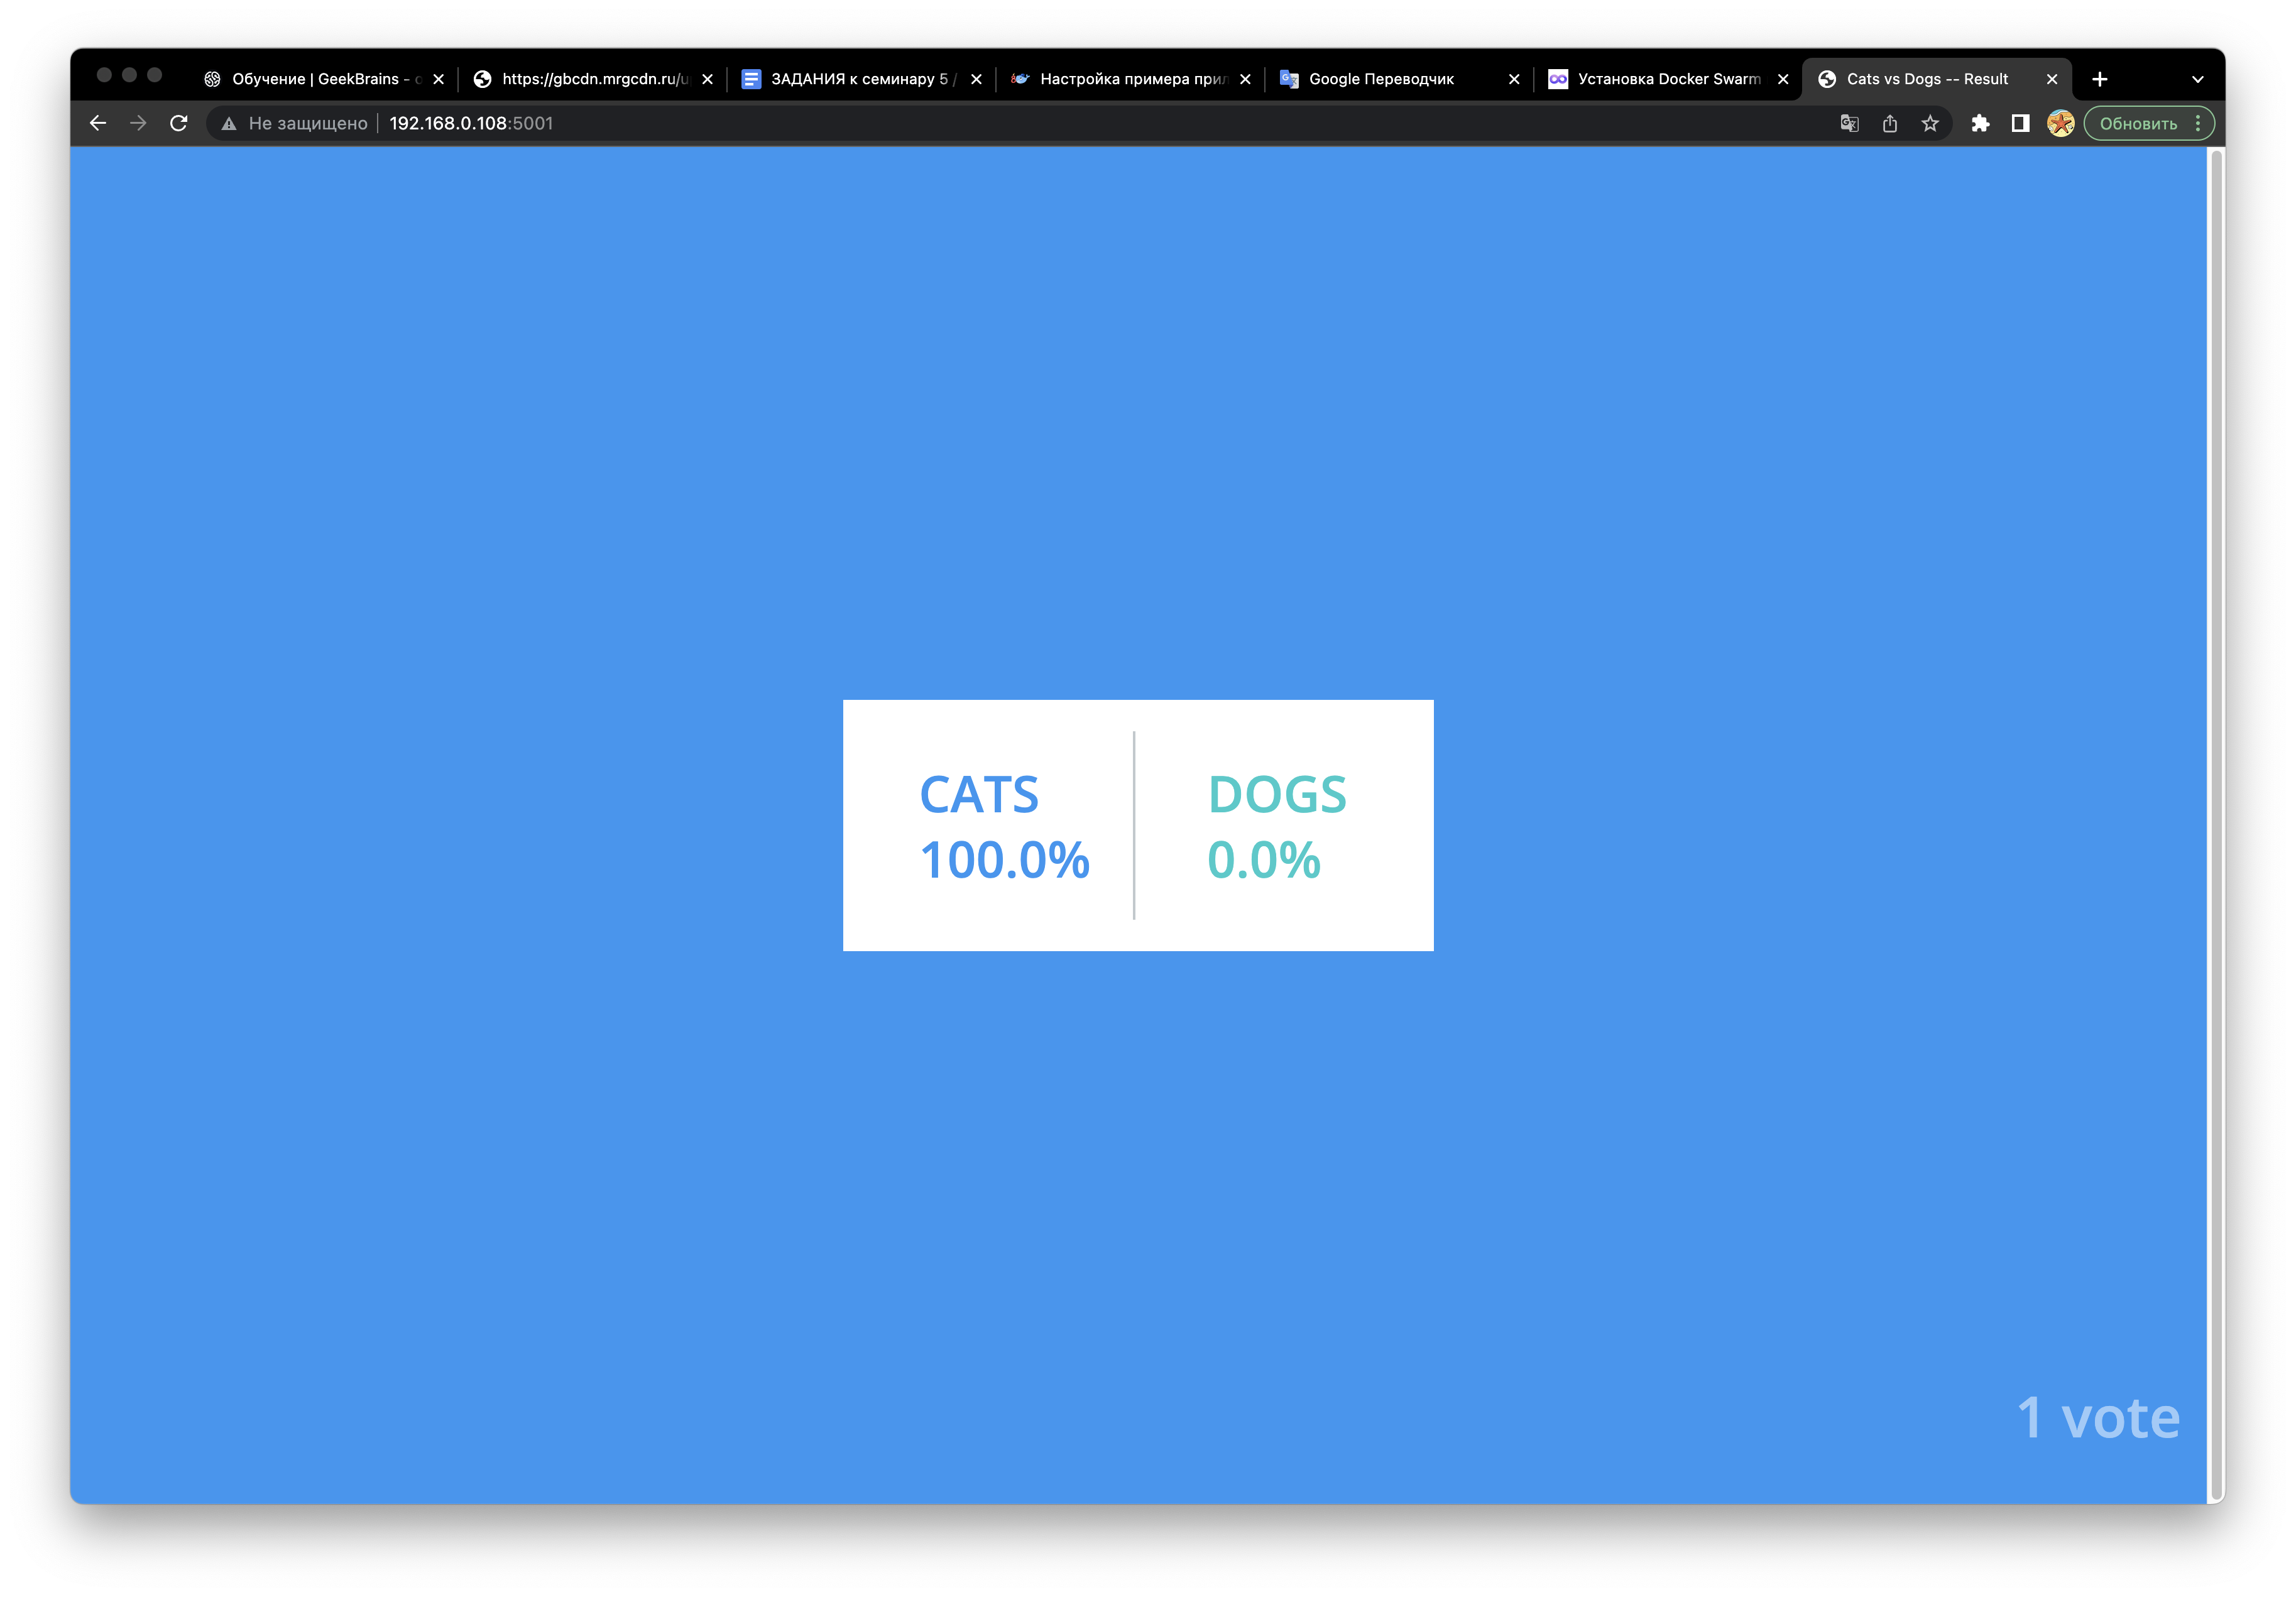 Обучение | GeekBrains -
https://gbcdn.mrgcdn.ru/u
ЗАДАНИЯ к семинару 5 /
Настройка примера прил
Google Переводчик
Установка Docker Swarm
Cats vs Dogs -- Result
Не защищено
192.168.0.108:5001
Обновить
CATS
100.0%
DOGS
0.0%
1 vote